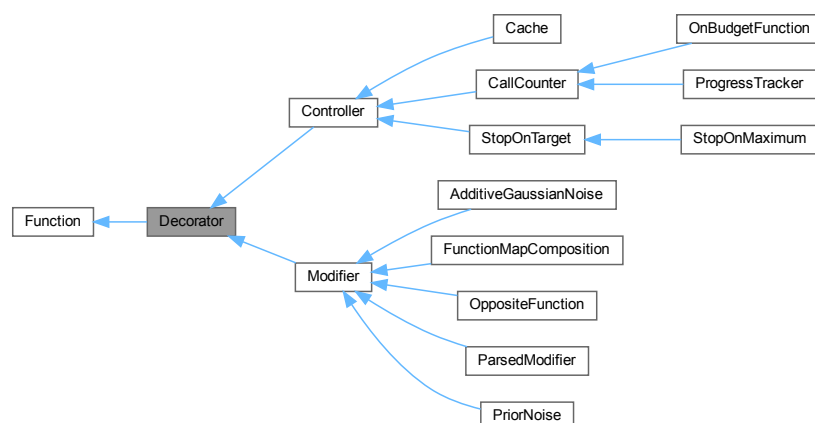 Cache
OnBudgetFunction
CallCounter
ProgressTracker
Controller
StopOnTarget
StopOnMaximum
AdditiveGaussianNoise
Function
Decorator
FunctionMapComposition
Modifier
OppositeFunction
ParsedModifier
PriorNoise